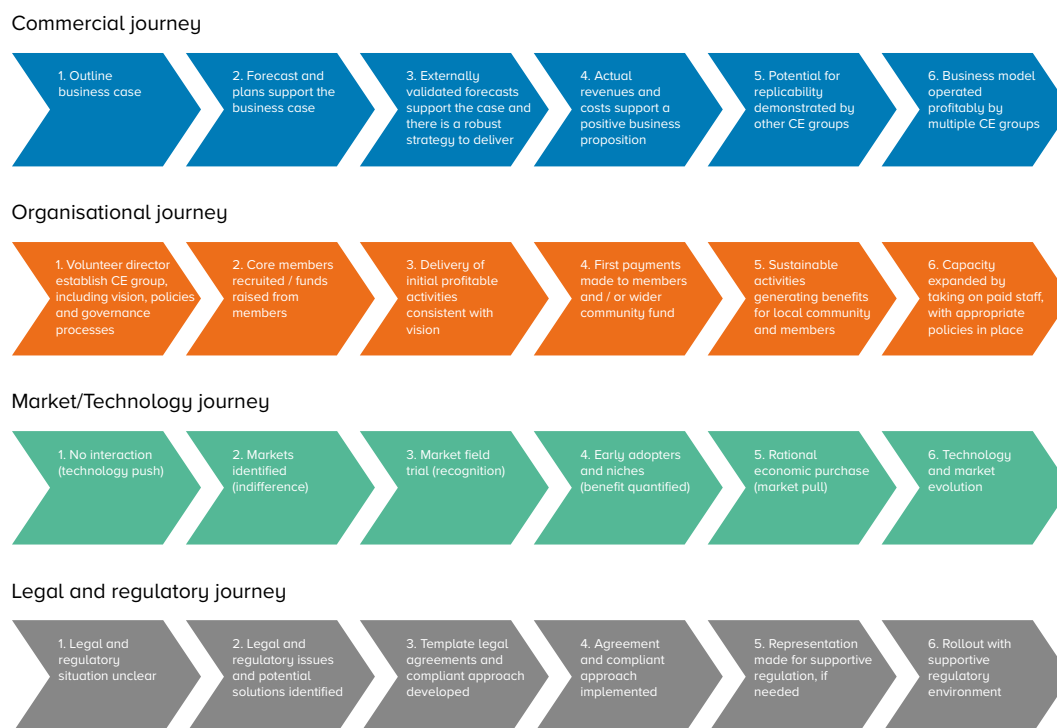 Commercial journey
1. Outline
business case
2. Forecast and
plans support the
business case
3. Externally
validated forecasts
support the case and
there is a robust
strategy to deliver
4. Actual
revenues and
costs support a
positive business
proposition
5. Potential for
replicability
demonstrated by
other CE groups
6. Business model
operated
profitably by
multiple CE groups
Organisational journey
1. Volunteer director
establish CE group,
including vision, policies
and governance
processes
2. Core members
recruited / funds
raised from
members
3. Delivery of
initial profitable
activities
consistent with
vision
4. First payments
made to members
and / or wider
community fund
5. Sustainable
activities
generating benefits
for local community
and members
6. Capacity
expanded by
taking on paid staff,
with appropriate
policies in place
Market/Technology journey
1. No interaction
(technology push)
2. Markets
identified
(indifference)
3. Market field
trial (recognition)
4. Early adopters
and niches
(benefit quantified)
5. Rational
economic purchase
(market pull)
6. Technology
and market
evolution
Legal and regulatory journey
1. Legal and
regulatory
situation unclear
2. Legal and
regulatory issues
and potential
solutions identified
3. Template legal
agreements and
compliant approach
developed
4. Agreement
and compliant
approach
implemented
5. Representation
made for supportive
regulation, if
needed
6. Rollout with
supportive
regulatory
environment